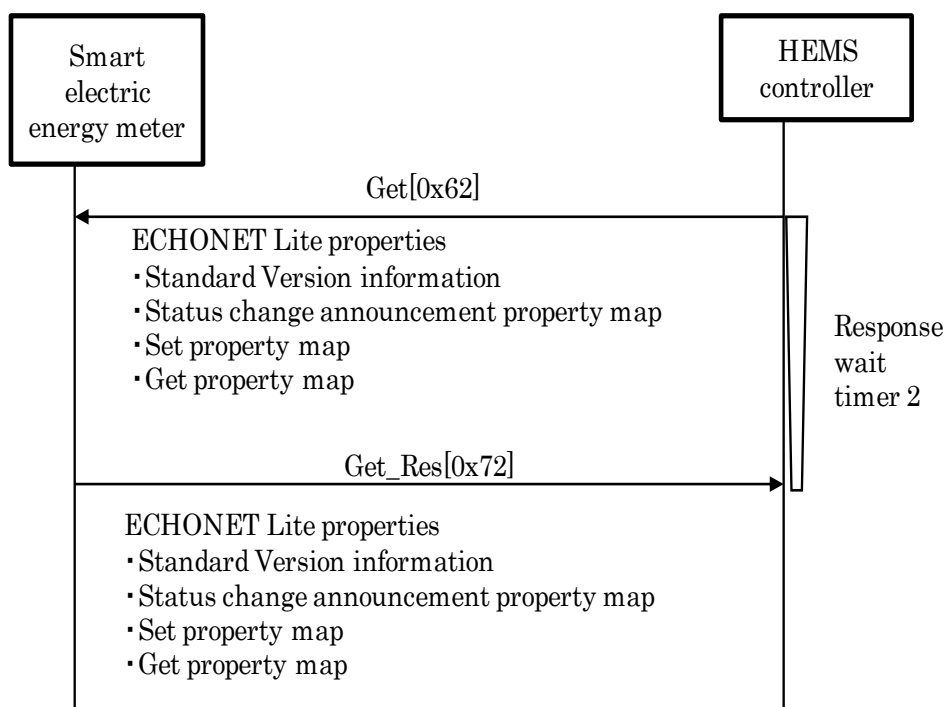 Smart
electric
energy meter
HEMS
controller
Get[0x62]
ECHONET Lite properties
・Standard Version information
・Status change announcement property map
・Set property map
・Get property map
Response
wait
timer 2
Get_Res[0x72]
ECHONET Lite properties
・Standard Version information
・Status change announcement property map
・Set property map
・Get property map